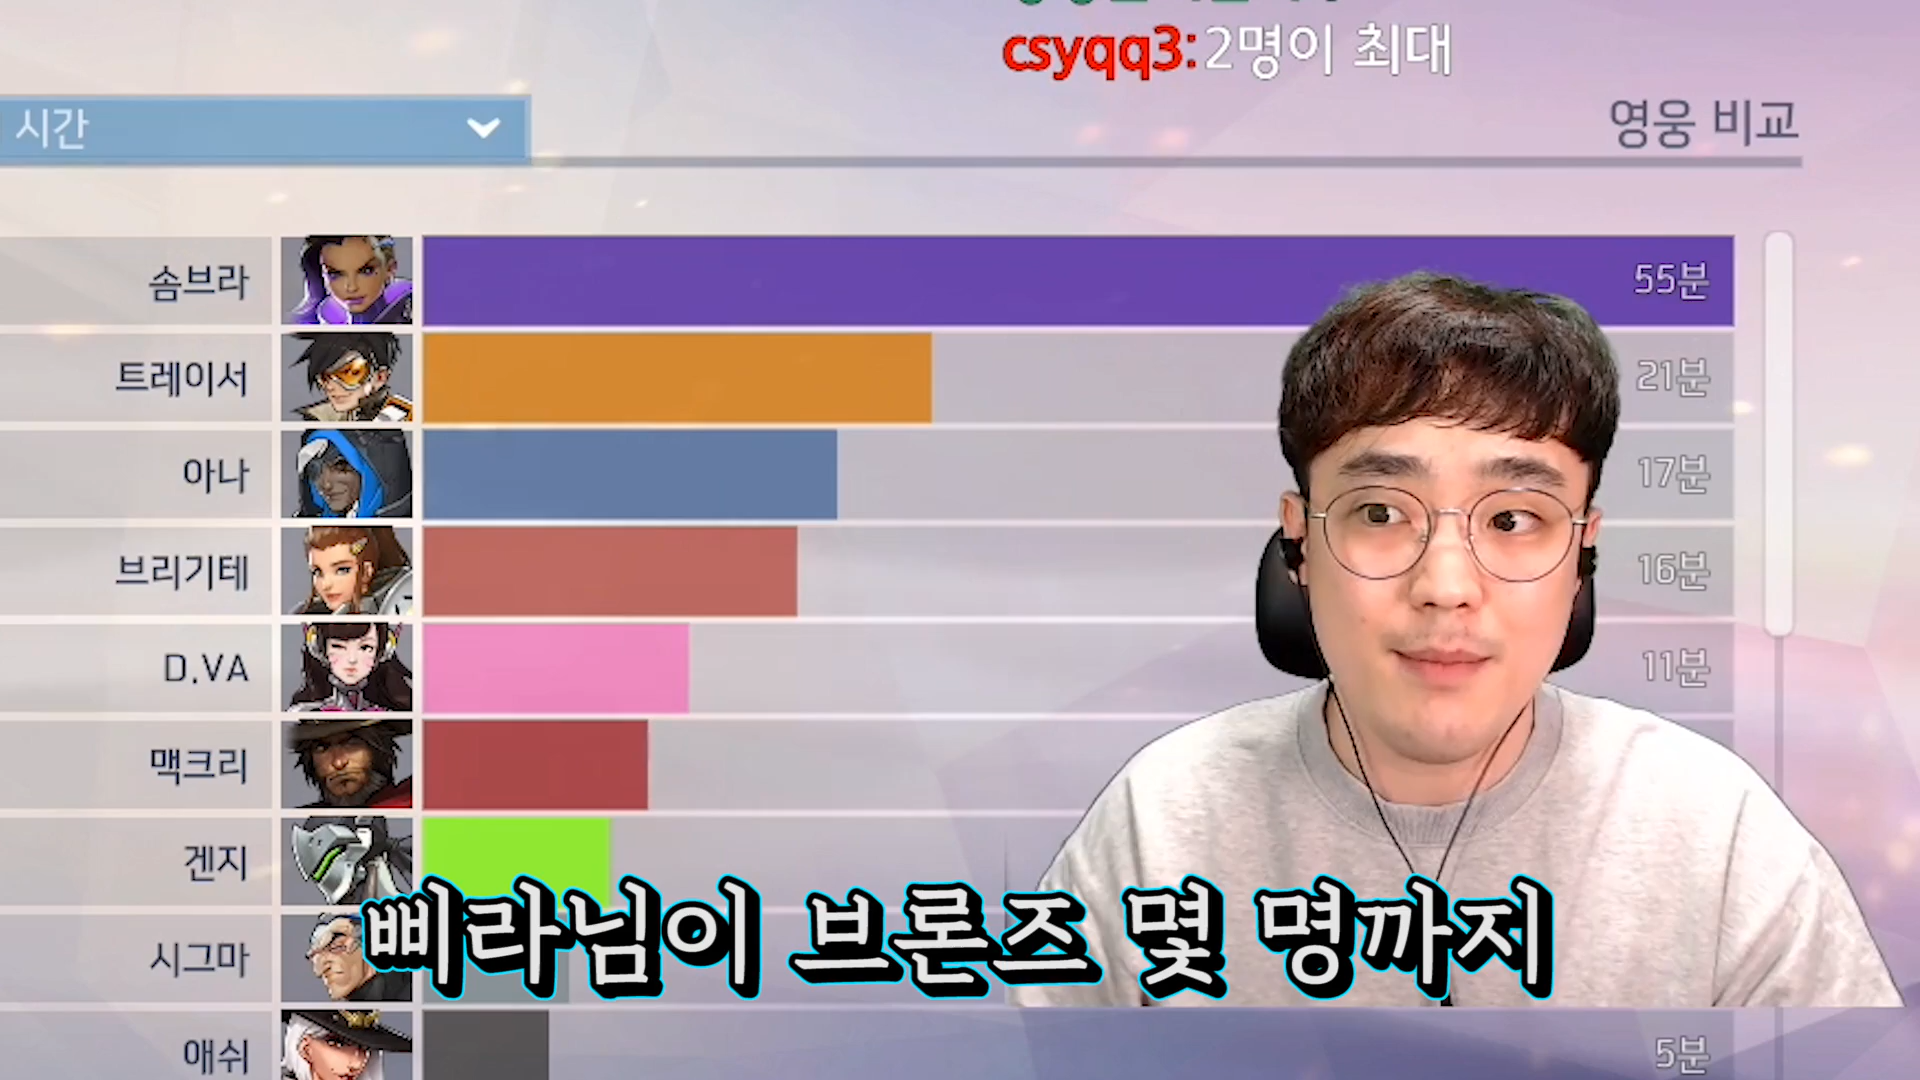 csyqq3:2명이 최대
시간
영웅 비교
솜브라
55분
트레이서
21분
아나
17분
브리기테
16분
D.VA
11분
맥크리
겐지
삐라님이 브론즈 몇 명까지
시그마
애쉬
5분